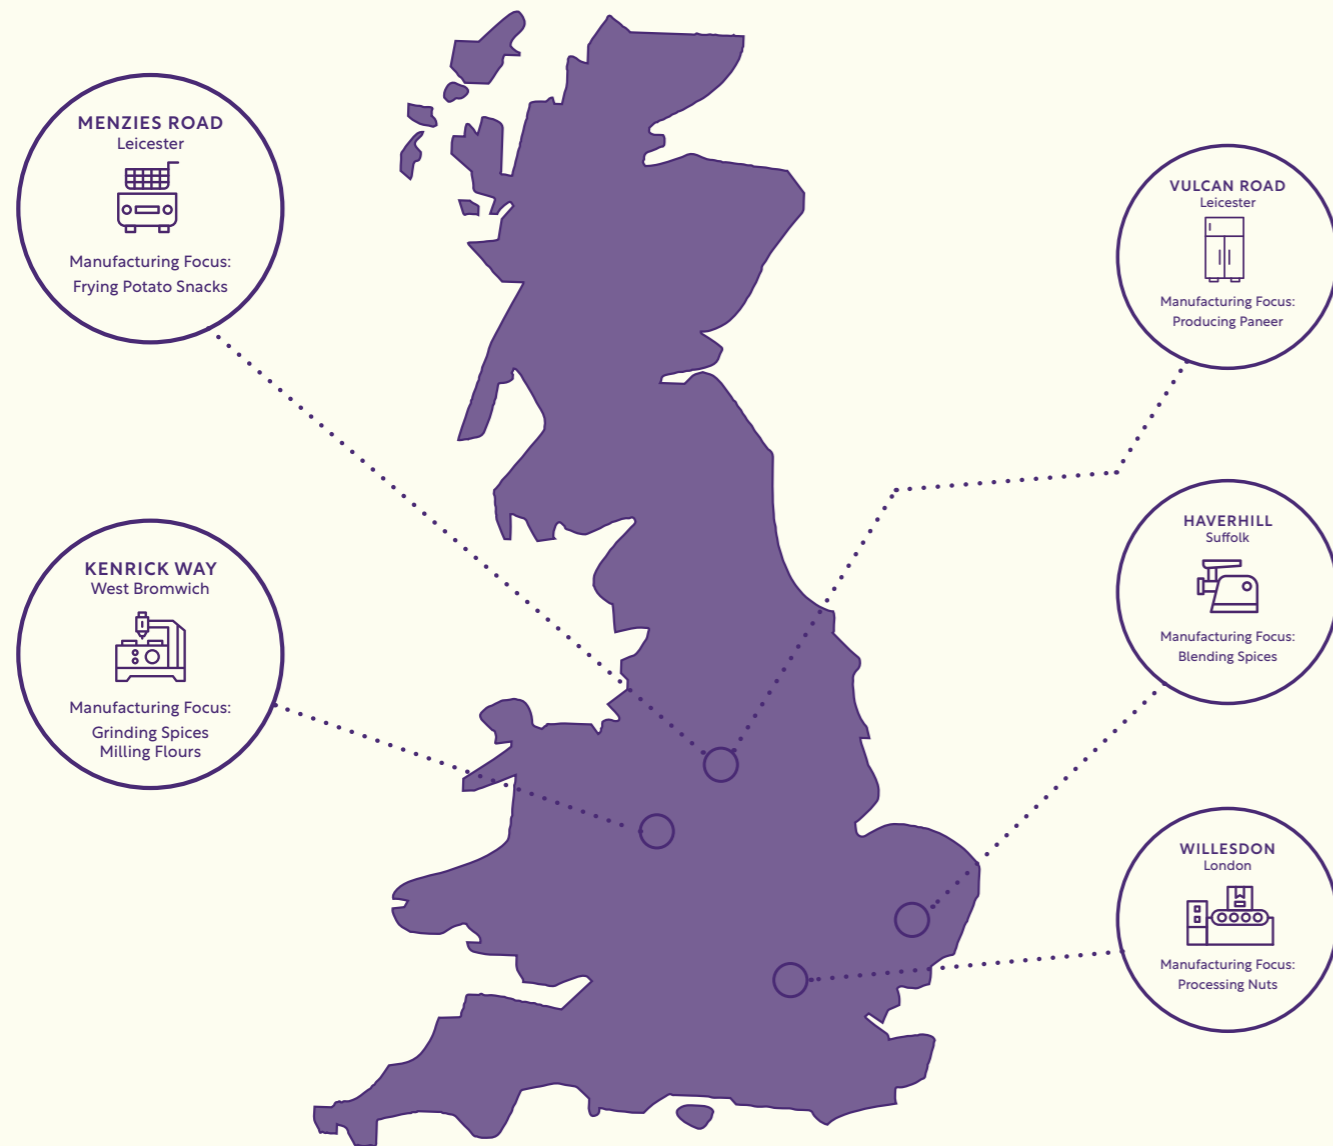 MENZIES ROAD
Leicester
Manufacturing Focus:
Frying Potato Snacks
KENRICK WAY
West Bromwich
Manufacturing Focus:
Grinding Spices
Milling Flours
VULCAN ROAD
Leicester
Manufacturing Focus:
Producing Paneer
HAVERHILL
Suffolk
Manufacturing Focus:
Blending Spices
WILLESDON
London
Manufacturing Focus:
Processing Nuts